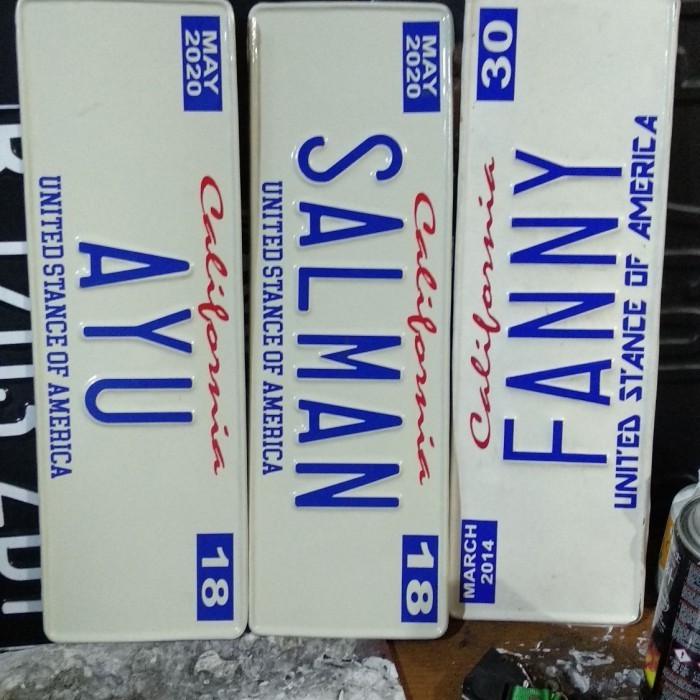 MAY
2020
California
18
AYU
UNITED STANCE OF AMERICA
MAY
2020
California
18
SALMAN
UNITED STANCE OF AMERICA
MARCH
2014
California
30
FANNY
UNITED STANCE OF AMERICA